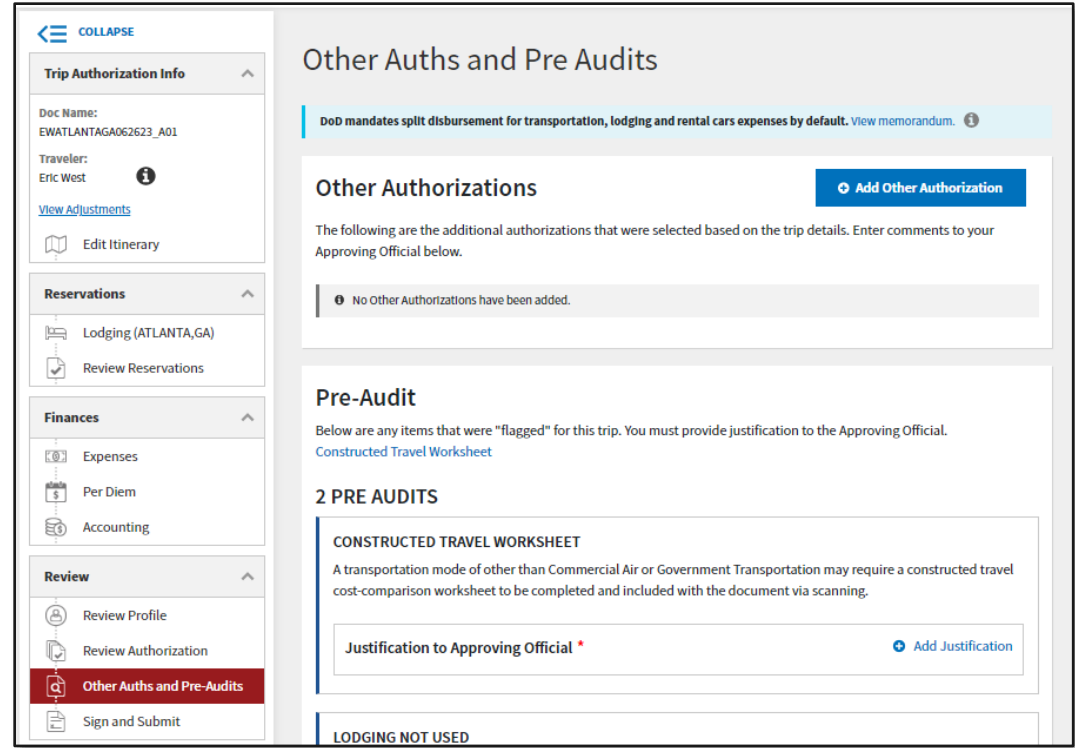 COLLAPSE
Trip Authorization Info
Doc Name:
EWATLANTAGA062623_A01
Traveler:
Eric West
View Adjustments
Edit Itinerary
Reservations
Lodging (ATLANTA,GA)
Review Reservations
Finances
Expenses
Per Diem
Accounting
Review
Review Profile
Review Authorization
Other Auths and Pre-Audits
Sign and Submit
Other Auths and Pre Audits
DoD mandates split disbursement for transportation, lodging and rental cars expenses by default. View memorandum.
Other Authorizations
Add Other Authorization
The following are the additional authorizations that were selected based on the trip details. Enter comments to your
Approving Official below.
No Other Authorizations have been added.
Pre-Audit
Below are any items that were "flagged" for this trip. You must provide justification to the Approving Official.
Constructed Travel Worksheet
2 PRE AUDITS
CONSTRUCTED TRAVEL WORKSHEET
A transportation mode of other than Commercial Air or Government Transportation may require a constructed travel
cost-comparison worksheet to be completed and included with the document via scanning.
Justification to Approving Official *
Add Justification
LODGING NOT USED